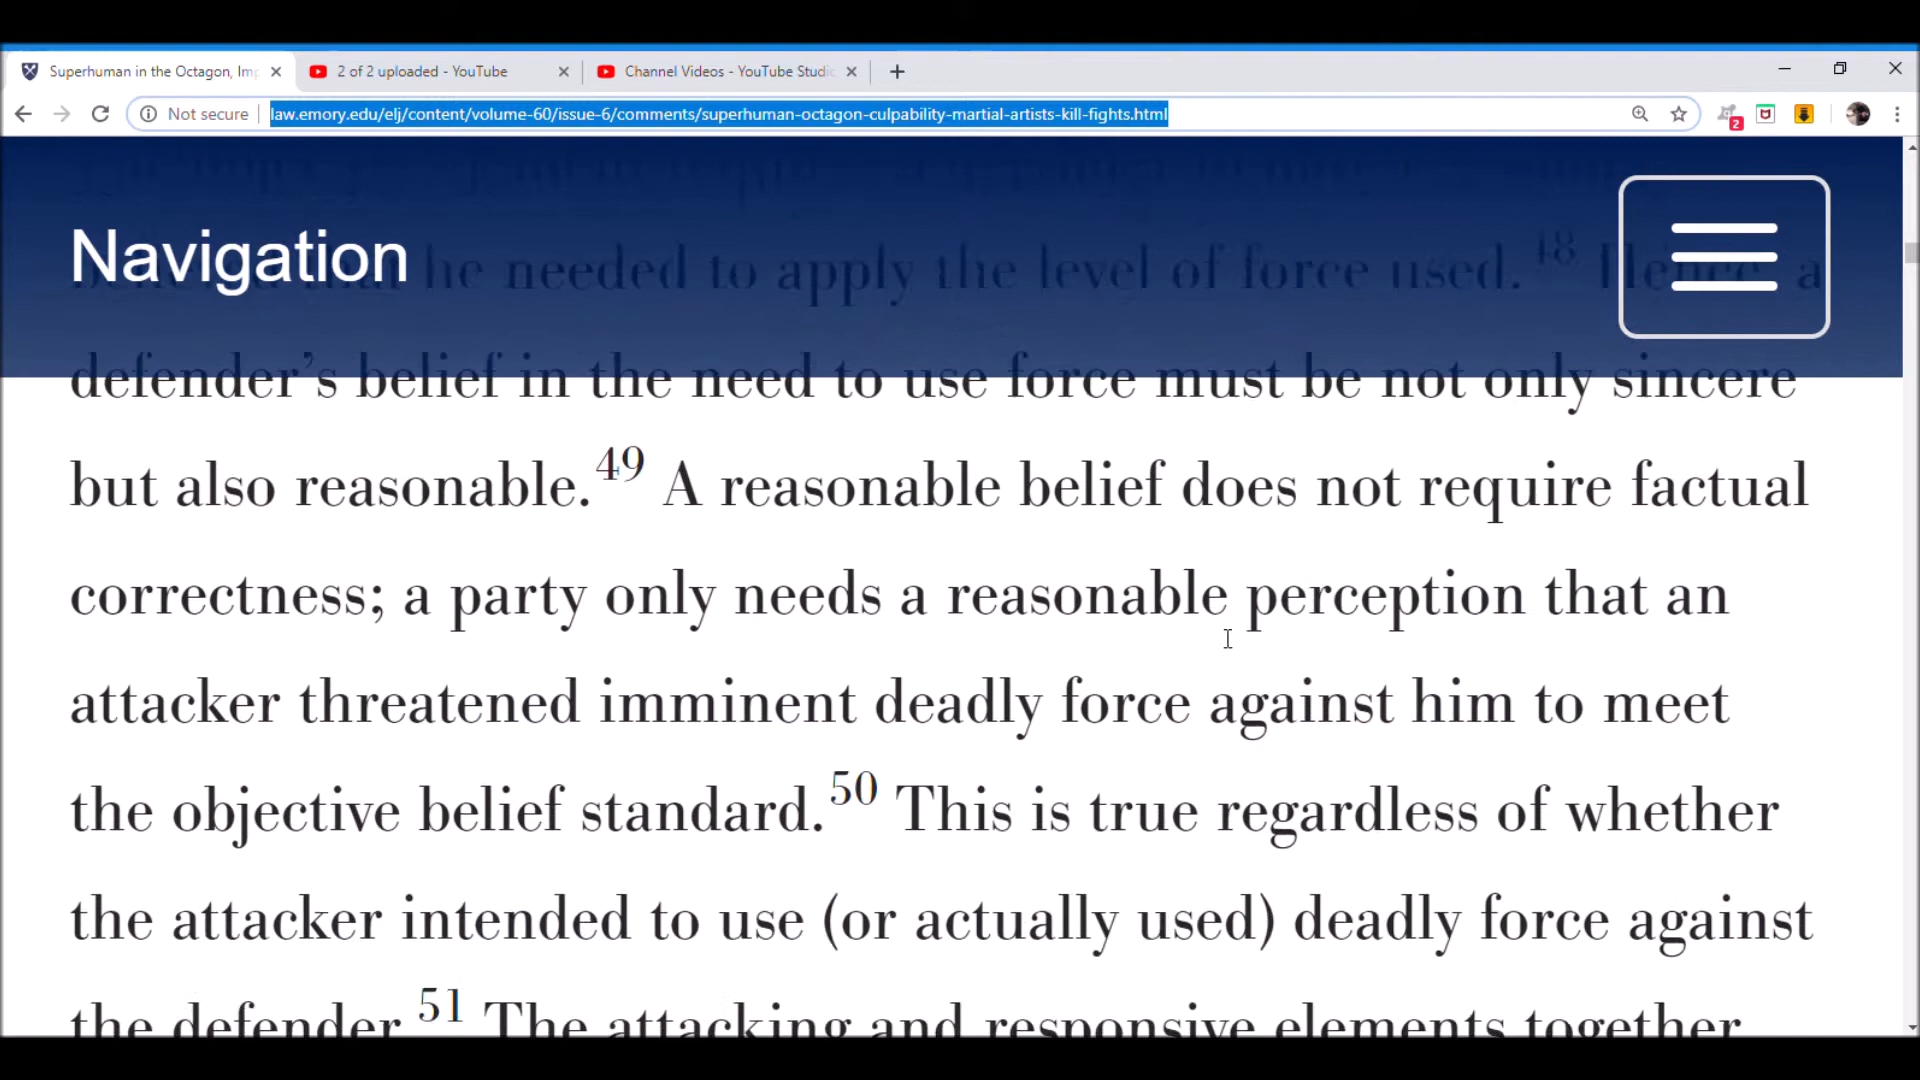 Superhuman in the Octagon, Imp
2 of 2 uploaded - YouTube
Channel Videos - YouTube Studio
Not secure
law.emory.edu/elj/content/volume-60/issue-6/comments/superhuman-octagon-culpability-martial-artists-kill-fights.html
2
Navigation
he needed to apply the level of force used.48 Hence, a
defender’s belief in the need to use force must be not only sincere
but also reasonable.49 A reasonable belief does not require factual
correctness; a party only needs a reasonable perception that an
attacker threatened imminent deadly force against him to meet
the objective belief standard.50 This is true regardless of whether
the attacker intended to use (or actually used) deadly force against
the defender.51 The attacking and responsive elements together